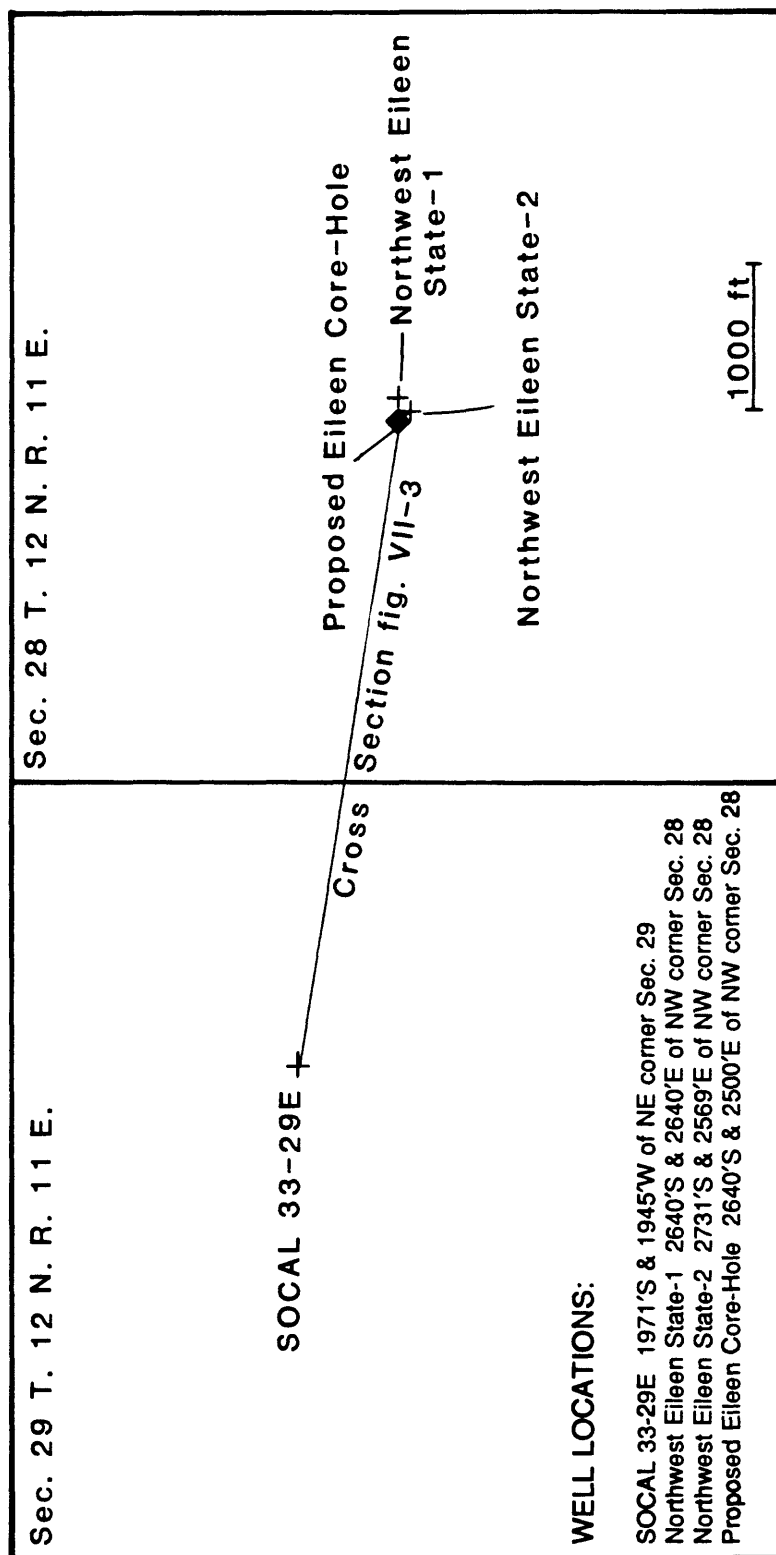 Sec. 29 T. 12 N. R. 11 E.
Sec. 28 T. 12 N. R. 11 E.
SOCAL 33-29E
Cross Section fig. VII-3
Proposed Eileen Core-Hole
Northwest Eileen
State-1
Northwest Eileen State-2
1000 ft
WELL LOCATIONS:
SOCAL 33-29E 1971'S & 1945'W of NE corner Sec. 29
Northwest Eileen State-1 2640'S & 2640'E of NW corner Sec. 28
Northwest Eileen State-2 2731'S & 2569'E of NW corner Sec. 28
Proposed Eileen Core-Hole 2640'S & 2500'E of NW corner Sec. 28